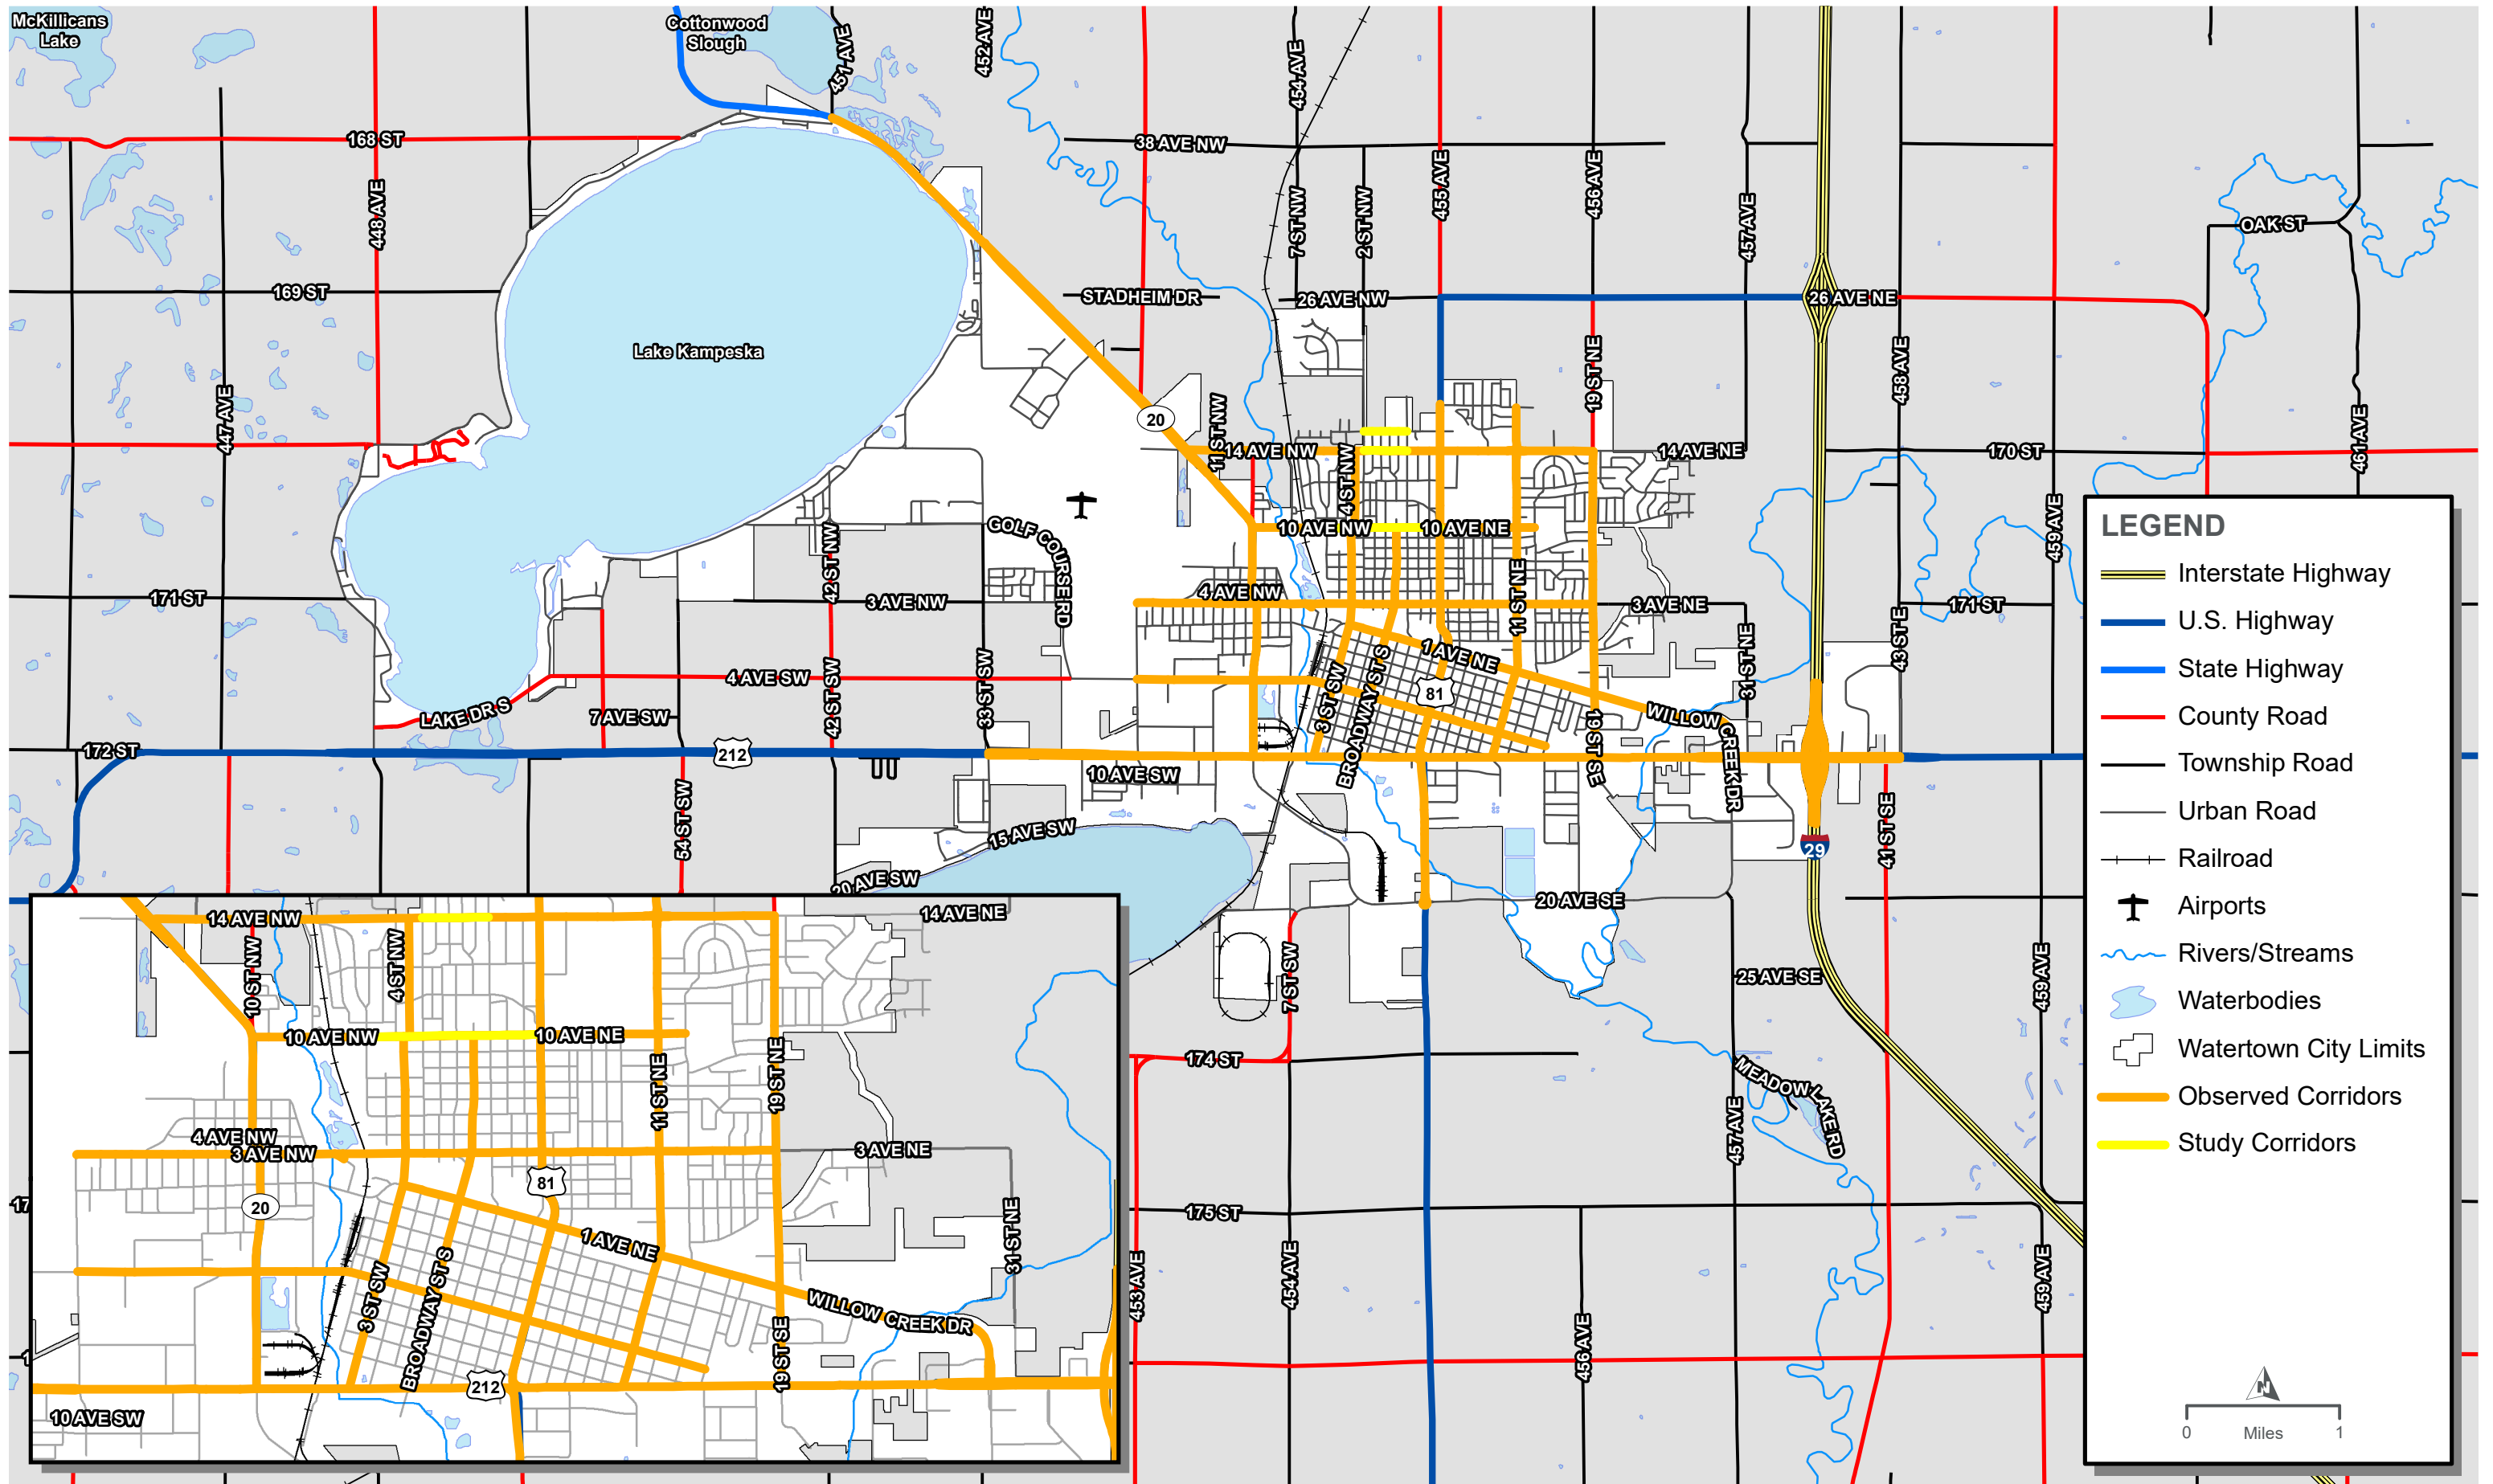 McKillicans
Lake
Cottonwood
Slough
451 AVE
452 AVE
454 AVE
168 ST
38 AVE NW
448 AVE
7 ST NW
2 ST NW
455 AVE
456 AVE
457 AVE
OAK ST
169 ST
STADHEIM DR
26 AVE NW
26 AVE NE
Lake Kampeska
19 ST NE
458 AVE
447 AVE
20
11 ST NW
14 AVE NW
4 ST NW
14 AVE NE
170 ST
461 AVE
GOLF COURSE RD
10 AVE NW
10 AVE NE
42 ST NW
459 AVE
171 ST
3 AVE NW
4 AVE NW
11 ST NE
3 AVE NE
171 ST
43 ST E
31 ST NE
1 AVE NE
4 AVE SW
42 ST SW
33 ST SW
LAKE DR S
7 AVE SW
3 ST SW
BROADWAY ST S
81
19 ST SE
WILLOW CREEK DR
172 ST
212
10 AVE SW
54 ST SW
15 AVE SW
29
41 ST SE
20 AVE SW
20 AVE SE
7 ST SW
25 AVE SE
459 AVE
174 ST
MEADOW LAKE RD
457 AVE
175 ST
453 AVE
454 AVE
456 AVE
459 AVE
17
1
14 AVE NW
14 AVE NE
10 ST NW
4 ST NW
10 AVE NW
10 AVE NE
11 ST NE
19 ST NE
4 AVE NW
3 AVE NW
3 AVE NE
20
81
31 ST NE
1 AVE NE
3 ST SW
BROADWAY ST S
WILLOW CREEK DR
19 ST SE
212
10 AVE SW
LEGEND
Interstate Highway
U.S. Highway
State Highway
County Road
Township Road
Urban Road
Railroad
Airports
Rivers/Streams
Waterbodies
Watertown City Limits
Observed Corridors
Study Corridors
N
0 Miles 1